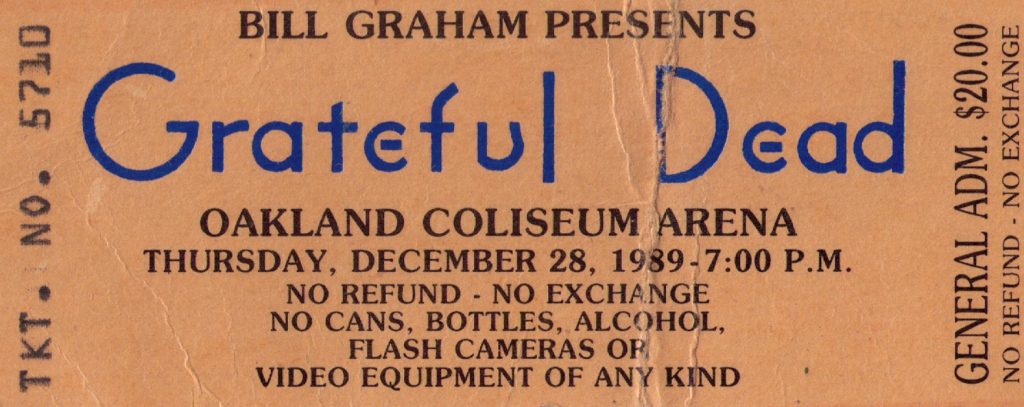 BILL GRAHAM PRESENTS
Grateful Dead
OAKLAND COLISEUM ARENA
THURSDAY, DECEMBER 28, 1989-7:00 P.M.
NO REFUND - NO EXCHANGE
NO CANS, BOTTLES, ALCOHOL,
FLASH CAMERAS OR
VIDEO EQUIPMENT OF ANY KIND
TKT. NO. 5710
GENERAL ADM. $20.00
NO REFUND - NO EXCHANGE